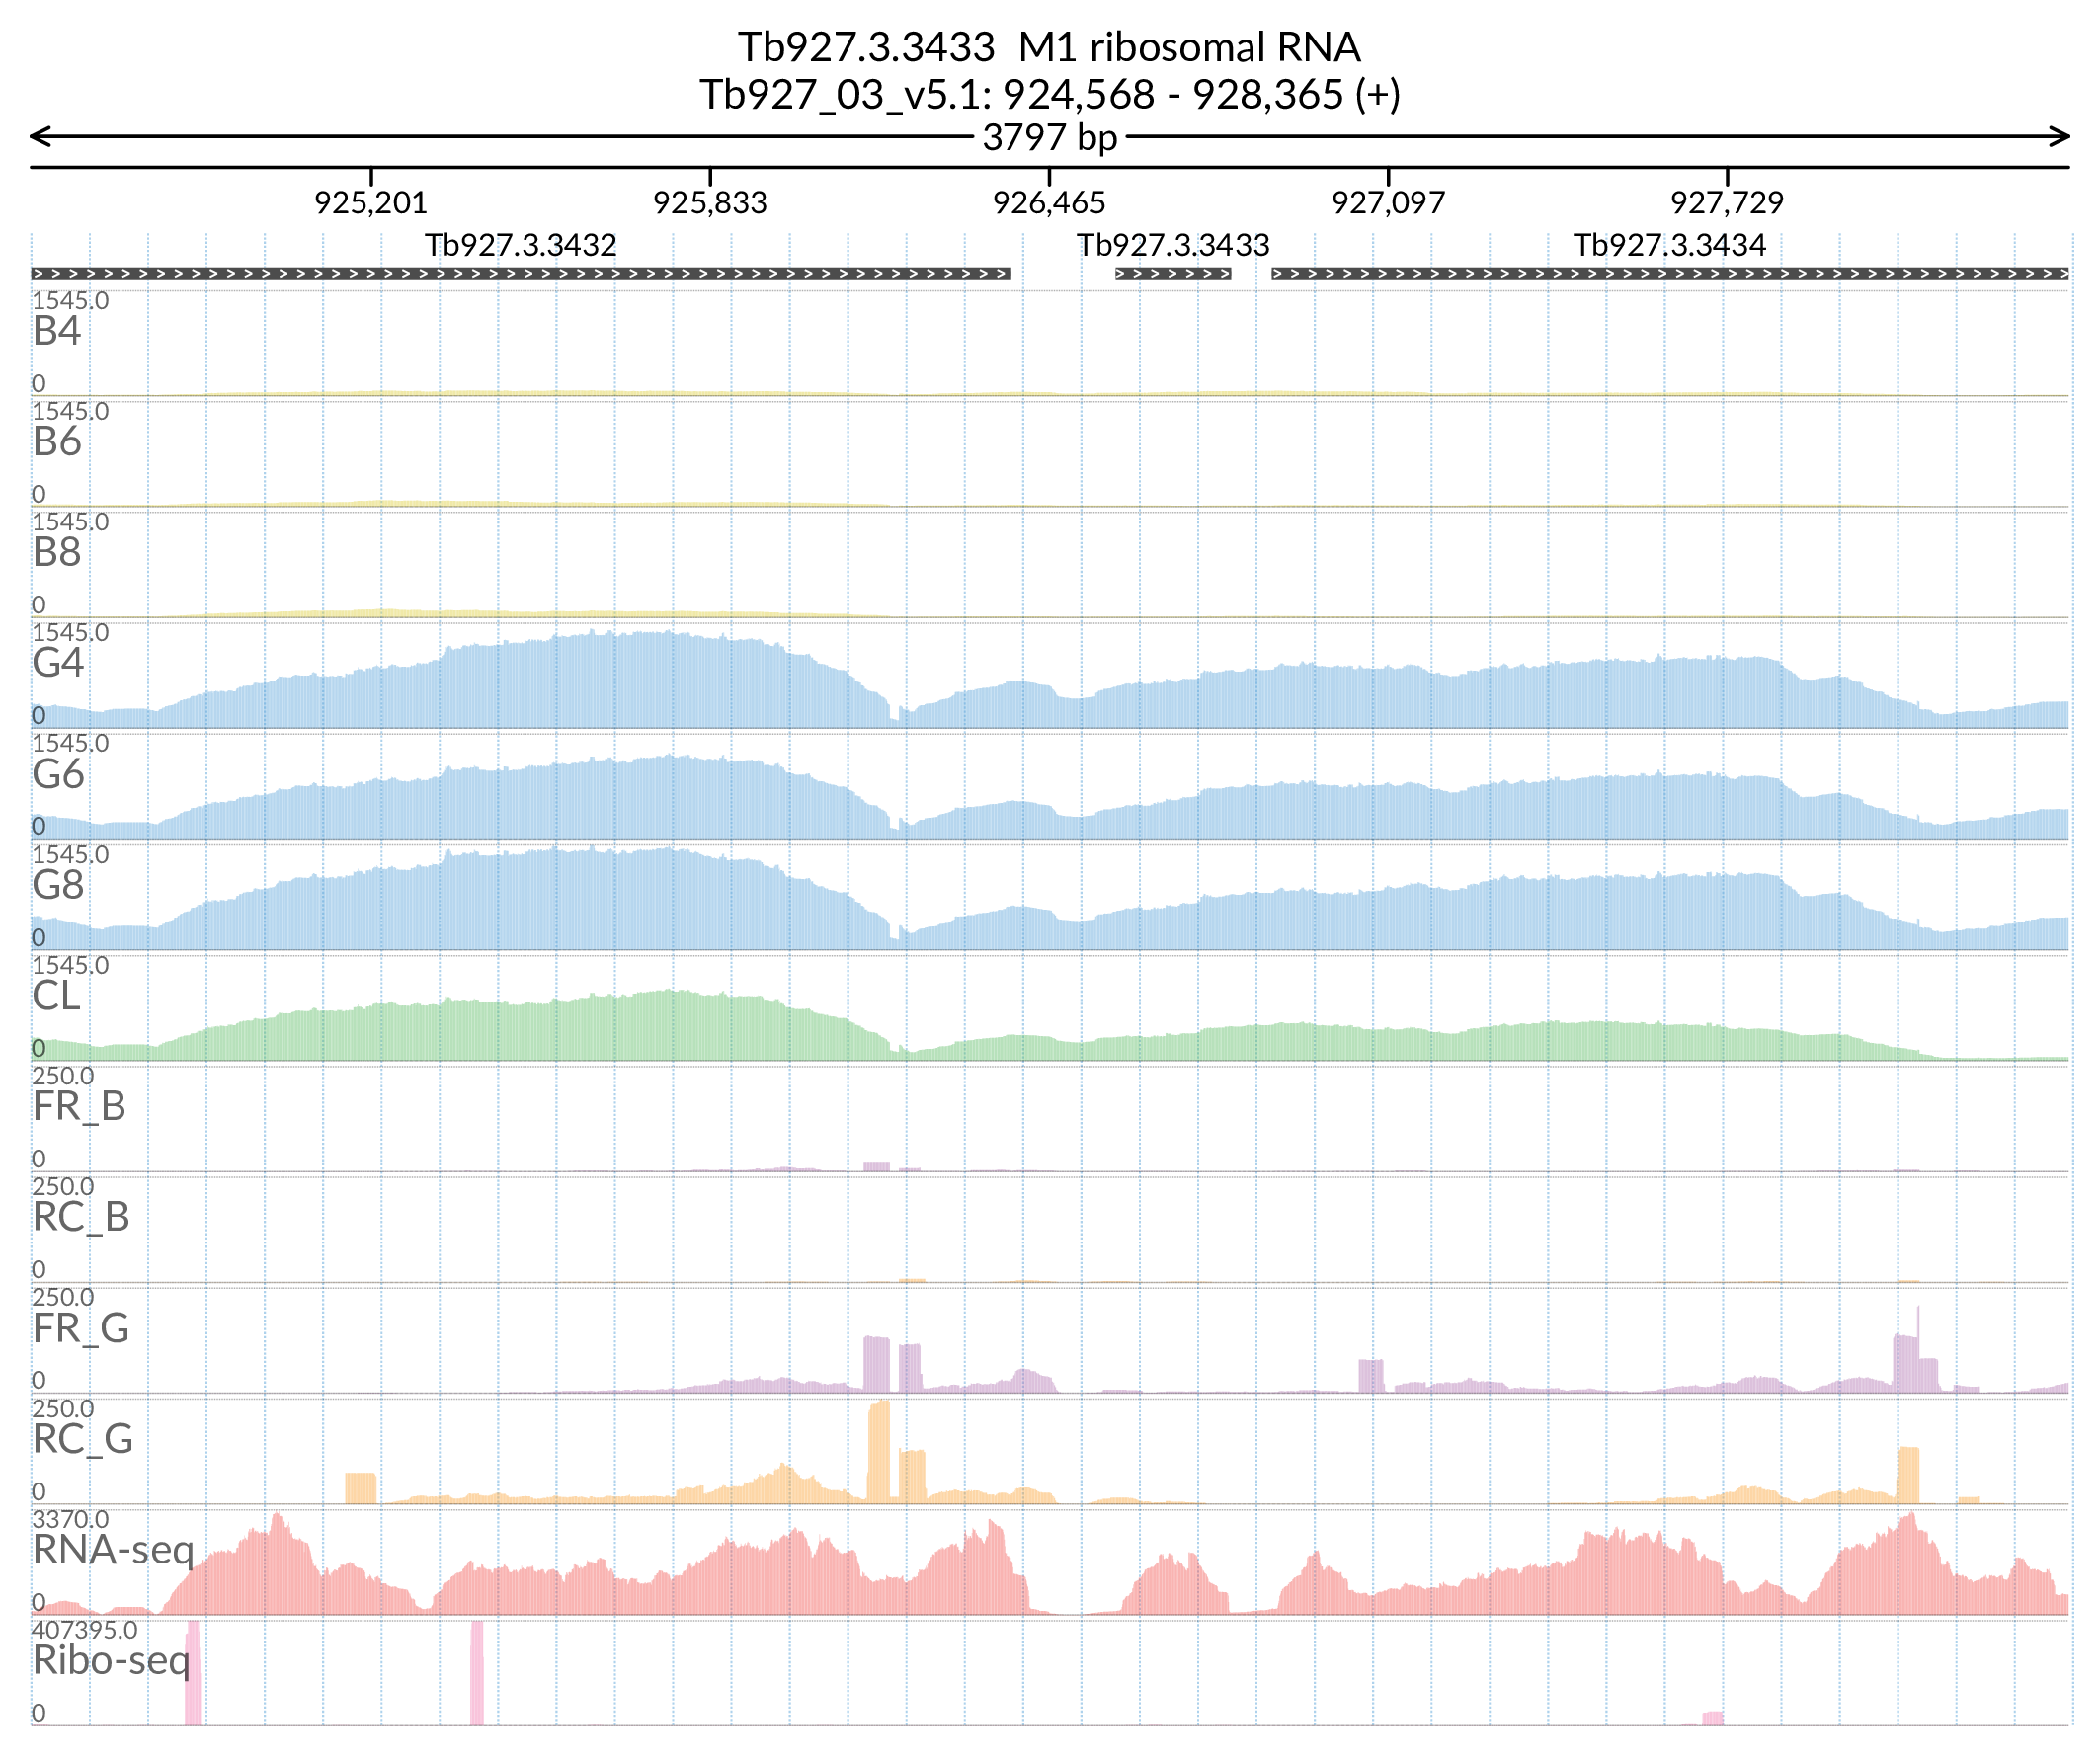 Tb927.3.3433  M1 ribosomal RNA
Tb927_03_v5.1: 924,568 - 928,365 (+)
3797 bp
925,201 925,833 926,465 927,097 927,729
Tb927.3.3432 Tb927.3.3433 Tb927.3.3434
1545.0
B4
0
1545.0
B6
0
1545.0
B8
0
1545.0
G4
0
1545.0
G6
0
1545.0
G8
0
1545.0
CL
0
250.0
FR_B
0
250.0
RC_B
0
250.0
FR_G
0
250.0
RC_G
0
3370.0
RNA-seq
0
407395.0
Ribo-seq
0